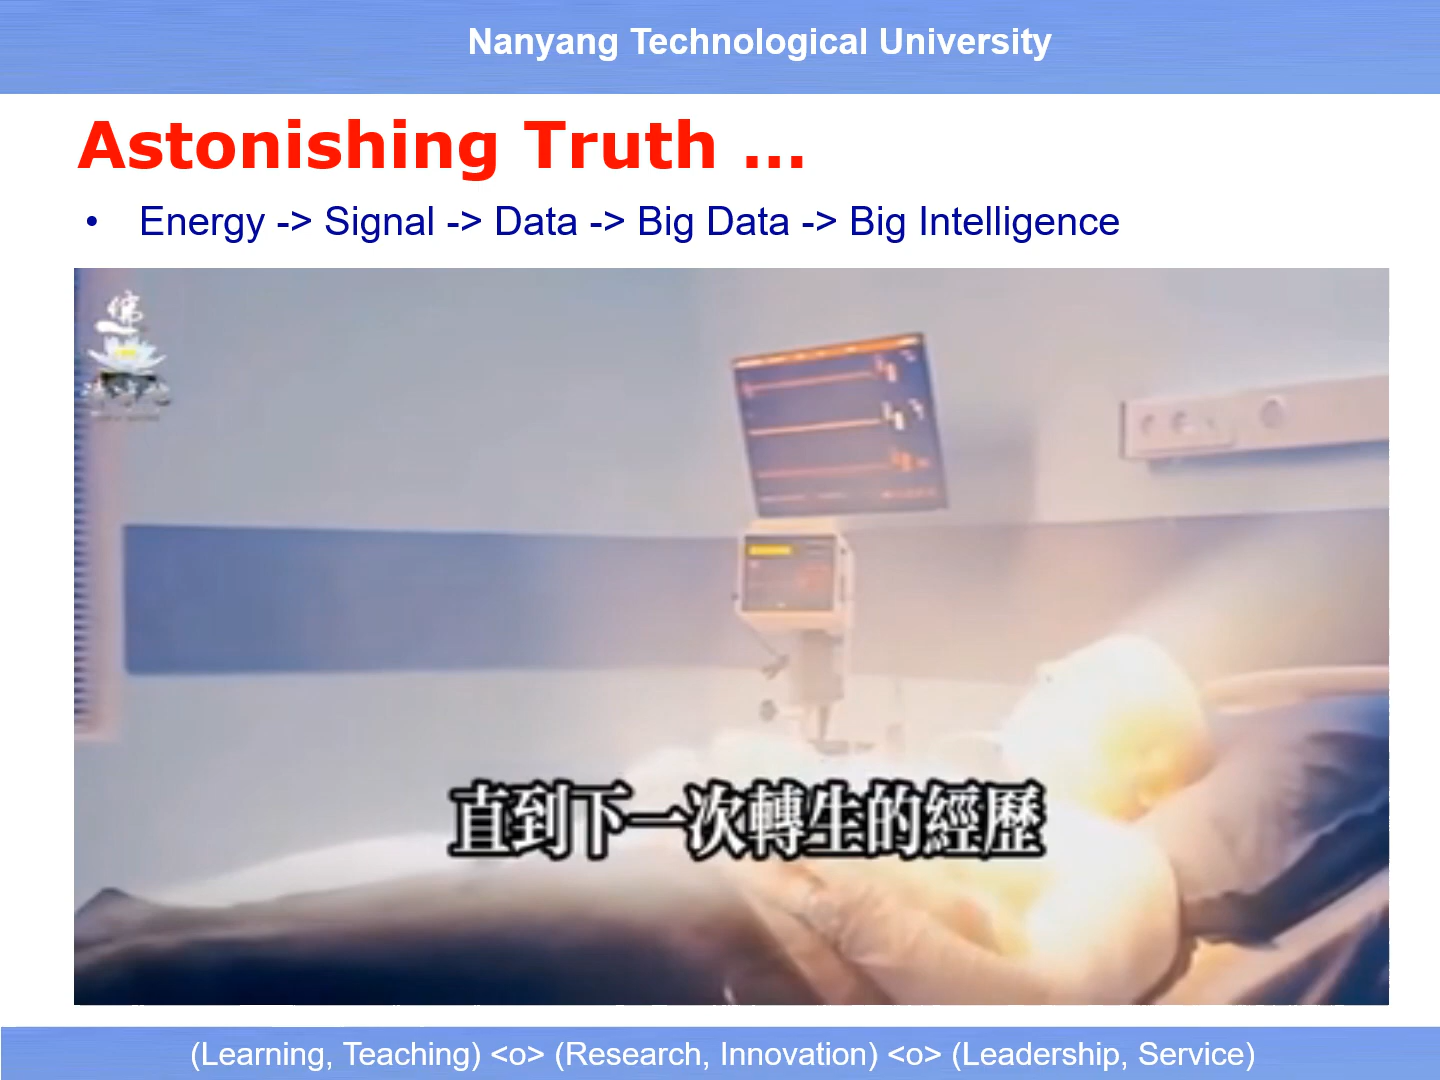 Nanyang Technological University
Astonishing Truth ...
• Energy -> Signal -> Data -> Big Data -> Big Intelligence
佛
直到下一次轉生的經歷
(Learning, Teaching) <o> (Research, Innovation) <o> (Leadership, Service)